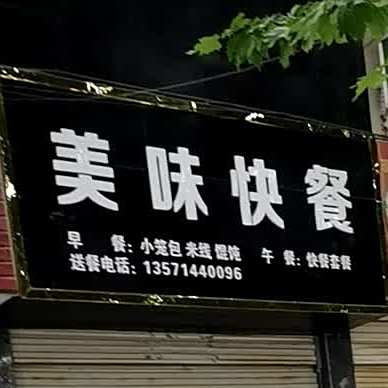 美味快餐
早 餐：小笼包 米线 馄饨 午 餐：快餐套餐
送餐电话：13571440096